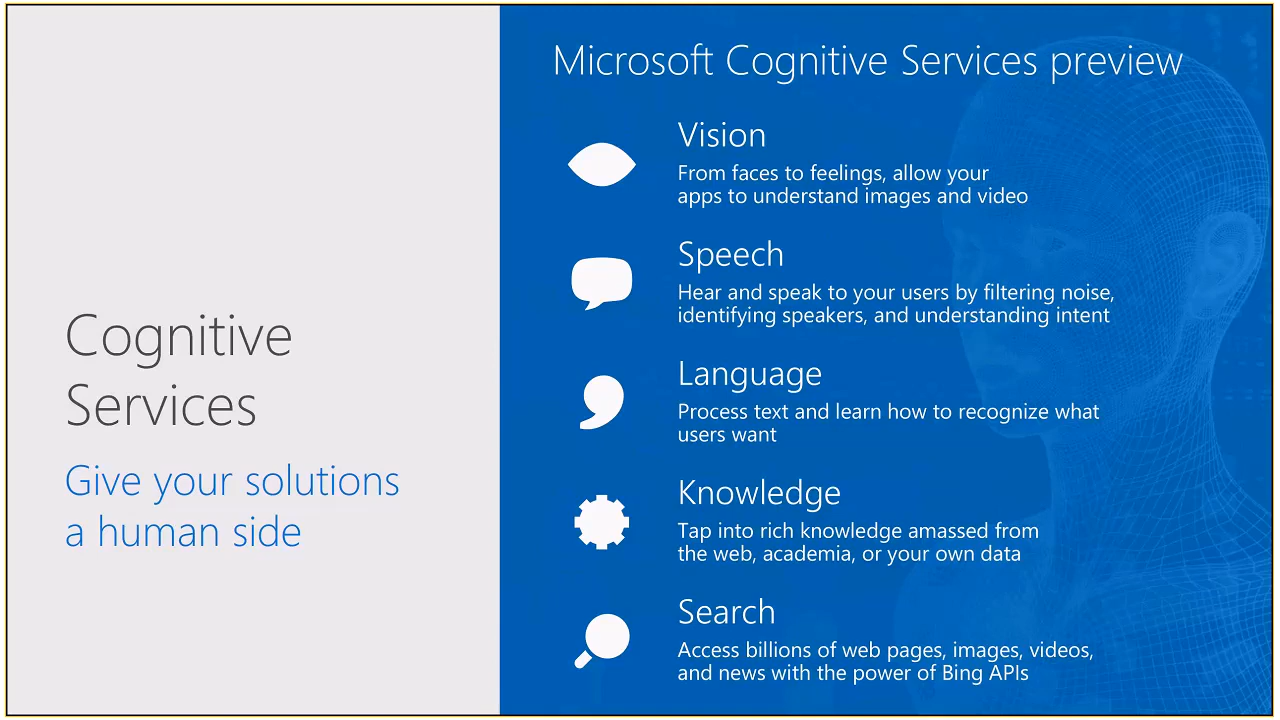 Cognitive
Services
Give your solutions
a human side
Microsoft Cognitive Services preview
Vision
From faces to feelings, allow your
apps to understand images and video
Speech
Hear and speak to your users by filtering noise,
identifying speakers, and understanding intent
Language
Process text and learn how to recognize what
users want
Knowledge
Tap into rich knowledge amassed from
the web, academia, or your own data
Search
Access billions of web pages, images, videos,
and news with the power of Bing APIs